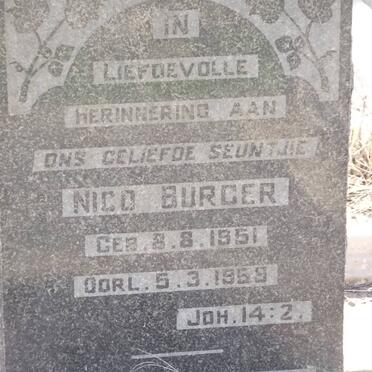 IN
LIEFDEVOLLE
HERINNERING AAN
ONS GELIEFDE SEUNTJIE
NICO BURGER
GEB. 8.8.1951
OORL. 5.3.1959
JOH. 14:2.